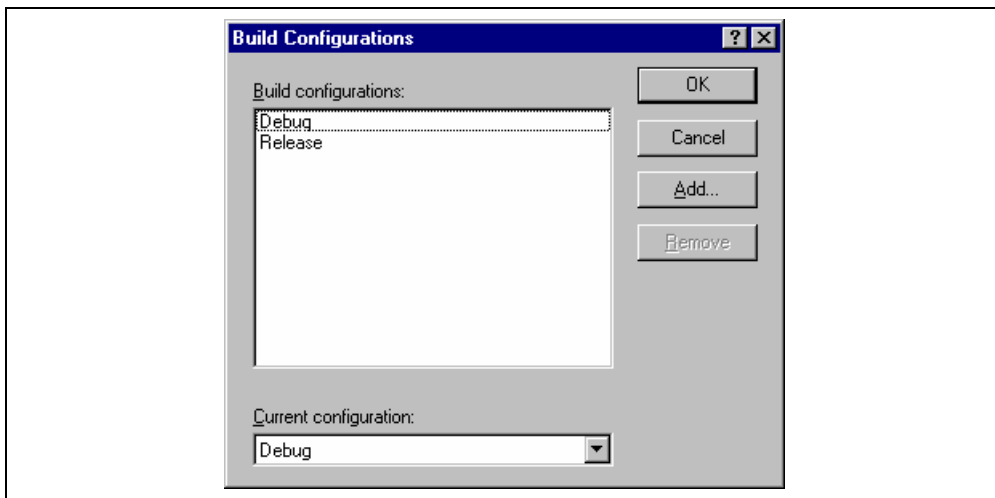 Build Configurations
Build configurations:
Debug
Release
OK
Cancel
Add...
Remove
Current configuration:
Debug